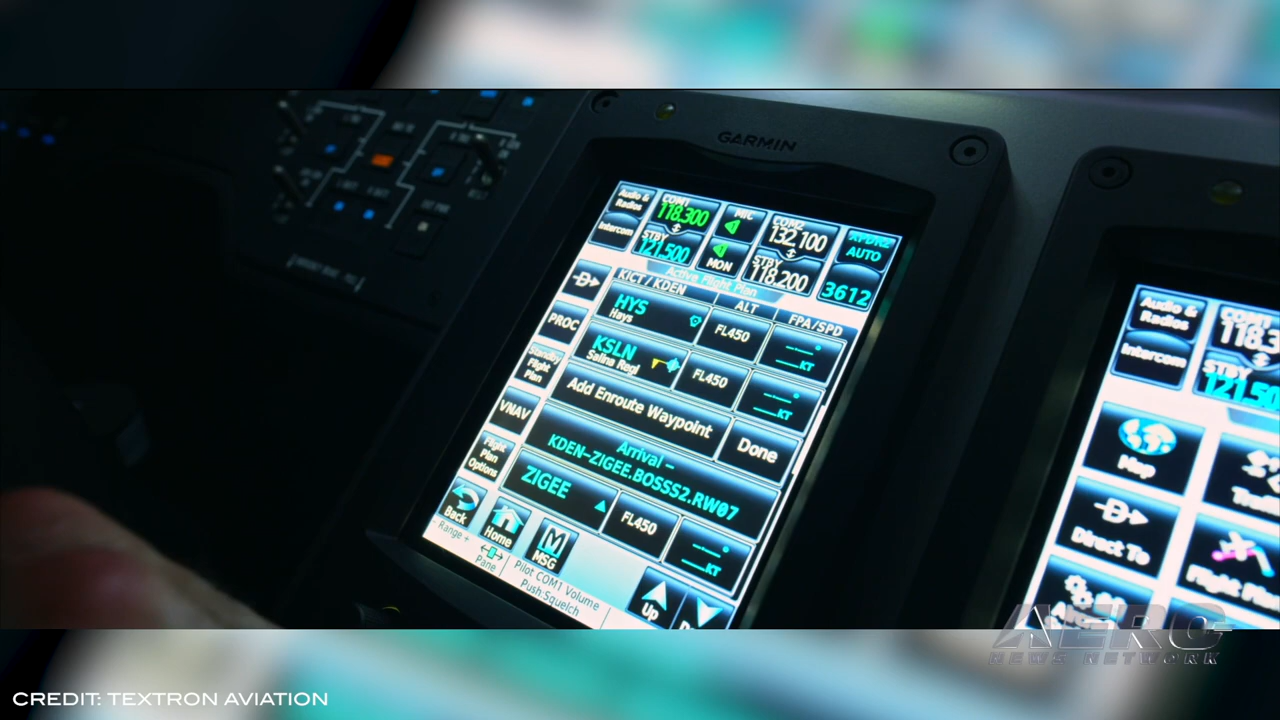 GARMIN
Audio &
Radios
Intercom
COM1
118.300
STBY
121.500
MIC
MON
COM2
132.100
STBY
118.200
XPDR2
AUTO
3612
Active Flight Plan
KICT / KDEN
ALT
FPA/SPD
HYS
Hays
FL450
KT
KSLN
Salina Regl
FL450
KT
Add Enroute Waypoint
Done
Arrival –
KDEN–ZIGEE.BOSSS2.RW07
ZIGEE
FL450
KT
PROC
Standby
Flight
Plan
VNAV
Flight
Plan
Options
Back
Home
MSG
Up
- Range +
Pane
Pilot COM1 Volume
Push:Squelch
Audio &
Radios
Intercom
118.3
STBY
121.50
Map
Direct To
AERO
NEWS NETWORK
CREDIT: TEXTRON AVIATION